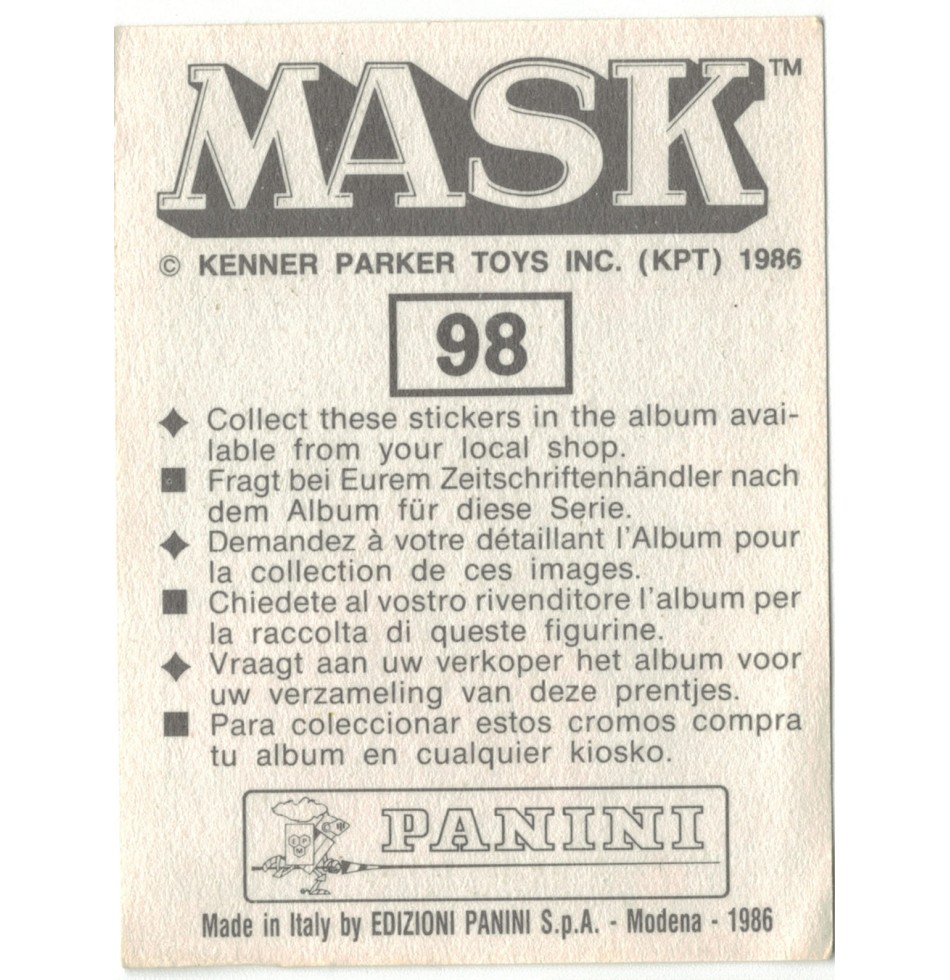 MASK™
© KENNER PARKER TOYS INC. (KPT) 1986
98
Collect these stickers in the album avai-
lable from your local shop.
Fragt bei Eurem Zeitschriftenhändler nach
dem Album für diese Serie.
Demandez à votre détaillant l'Album pour
la collection de ces images.
Chiedete al vostro rivenditore l'album per
la raccolta di queste figurine.
Vraagt aan uw verkoper het album voor
uw verzameling van deze prentjes.
Para coleccionar estos cromos compra
tu album en cualquier kiosko.
PANINI
Made in Italy by EDIZIONI PANINI S.p.A. - Modena - 1986